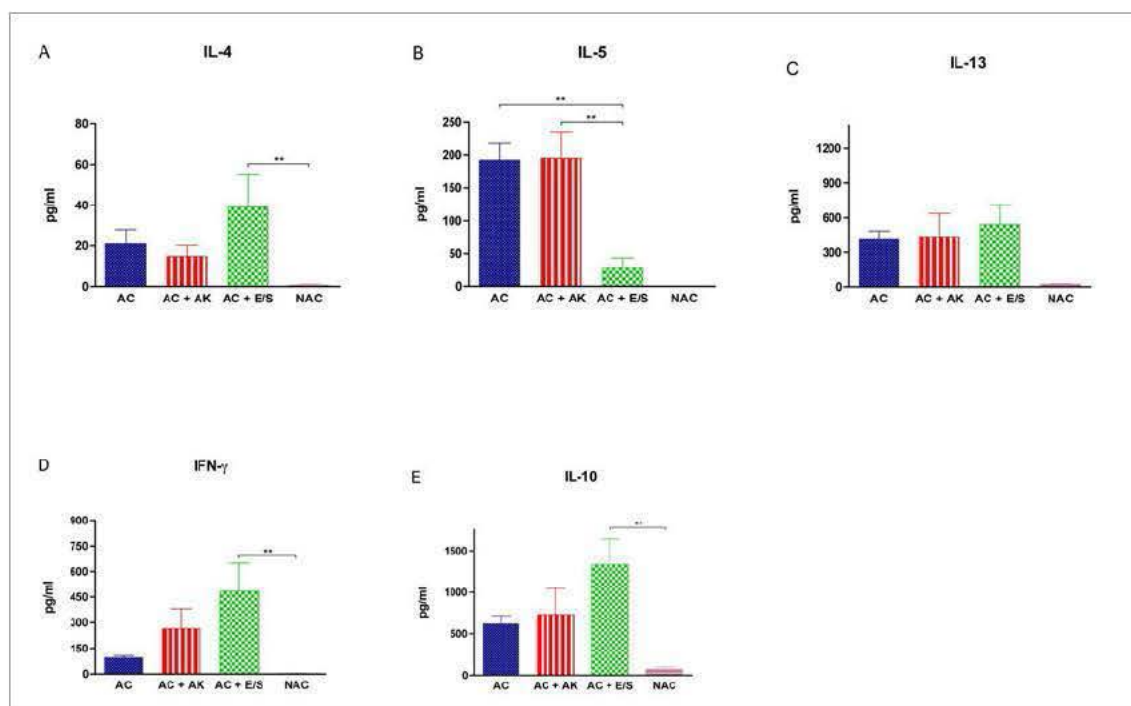 A
IL-4
pg/ml
80
60
40
20
0
AC AC + AK AC + E/S NAC
**
B
IL-5
pg/ml
250
200
150
100
50
0
AC AC + AK AC + E/S NAC
**
**
C
IL-13
pg/ml
1200
900
600
300
0
AC AC + AK AC + E/S NAC
D
IFN-γ
pg/ml
900
750
600
450
300
150
0
AC AC + AK AC + E/S NAC
**
E
IL-10
pg/ml
1500
1000
500
0
AC AC + AK AC + E/S NAC